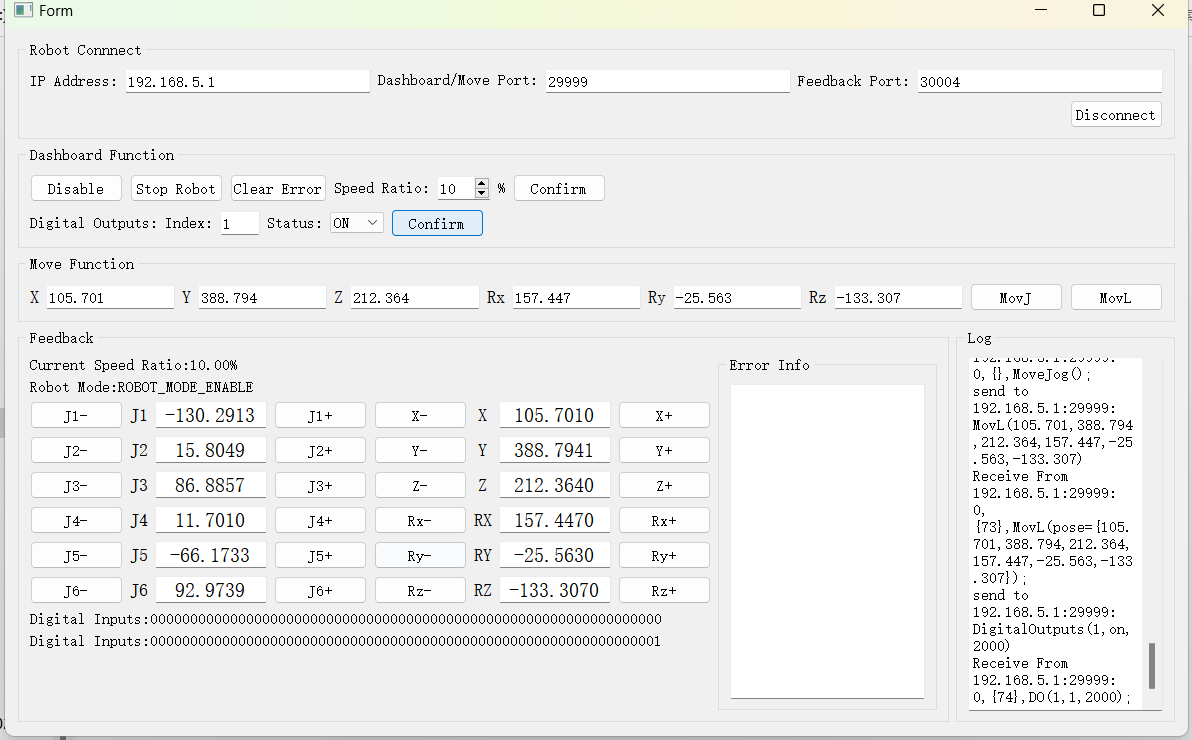 Form
Robot Connnect
IP Address: 192.168.5.1 Dashboard/Move Port: 29999 Feedback Port: 30004
Disconnect
Dashboard Function
Disable Stop Robot Clear Error Speed Ratio: 10 % Confirm
Digital Outputs: Index: 1 Status: ON Confirm
Move Function
X 105.701 Y 388.794 Z 212.364 Rx 157.447 Ry -25.563 Rz -133.307 MovJ MovL
Feedback
Current Speed Ratio:10.00%
Robot Mode:ROBOT_MODE_ENABLE
J1- J1 -130.2913 J1+ X- X 105.7010 X+
J2- J2 15.8049 J2+ Y- Y 388.7941 Y+
J3- J3 86.8857 J3+ Z- Z 212.3640 Z+
J4- J4 11.7010 J4+ Rx- RX 157.4470 Rx+
J5- J5 -66.1733 J5+ Ry- RY -25.5630 Ry+
J6- J6 92.9739 J6+ Rz- RZ -133.3070 Rz+
Digital Inputs:0000000000000000000000000000000000000000000000000000000000000000
Digital Inputs:0000000000000000000000000000000000000000000000000000000000000001
Error Info
Log
192.168.5.1:29999:
0,{},MoveJog();
send to
192.168.5.1:29999:
MovL(105.701,388.794
,212.364,157.447,-25
.563,-133.307)
Receive From
192.168.5.1:29999:
0,
{73},MovL(pose={105.
701,388.794,212.364,
157.447,-25.563,-133
.307});
send to
192.168.5.1:29999:
DigitalOutputs(1,on,
2000)
Receive From
192.168.5.1:29999:
0,{74},DO(1,1,2000);